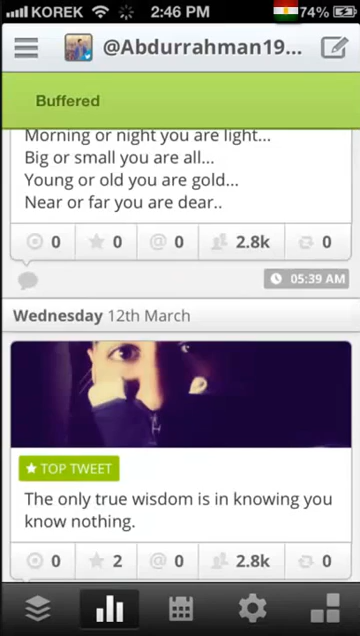 KOREK 2:46 PM 74%
@Abdurrahman19...
Buffered
Morning or night you are light...
Big or small you are all...
Young or old you are gold...
Near or far you are dear..
0 0 0 2.8k 0
05:39 AM
Wednesday 12th March
TOP TWEET
The only true wisdom is in knowing you
know nothing.
0 2 0 2.8k 0